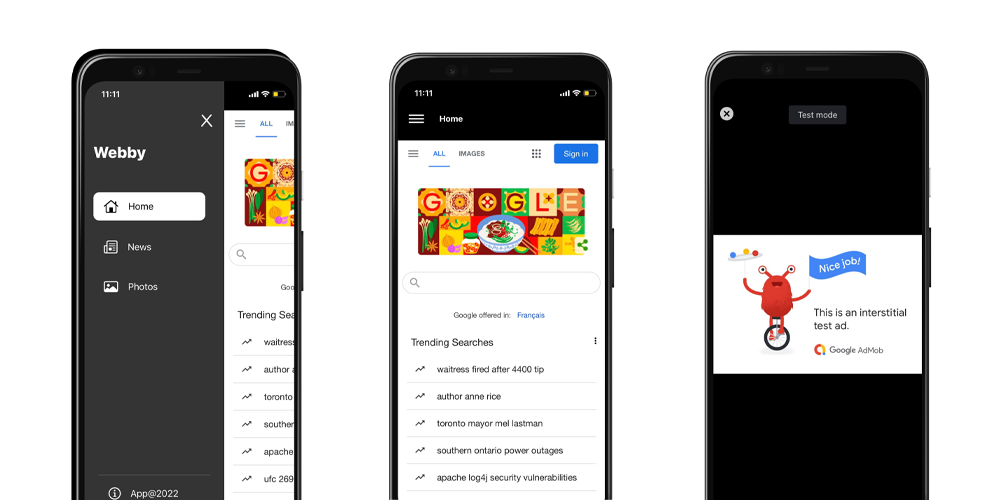 11:11
X
Webby
Home
News
Photos
App@2022
ALL
IM
G
Goo
Trending Sea
waitress
author a
toronto
souther
apache
ufc 269
11:11
Home
ALL IMAGES
Sign in
GOOGLE
Google offered in: Français
Trending Searches
waitress fired after 4400 tip
author anne rice
toronto mayor mel lastman
southern ontario power outages
apache log4j security vulnerabilities
Test mode
Nice job!
This is an interstitial
test ad.
Google AdMob